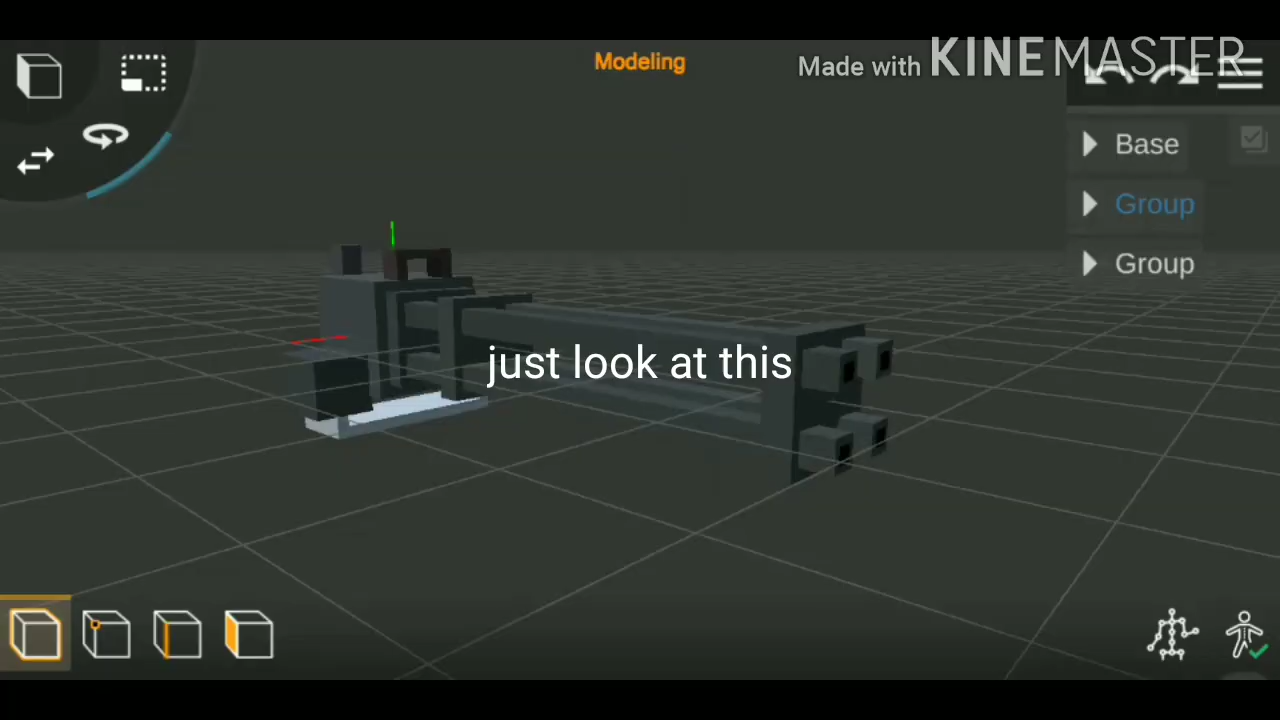 Modeling
Made with KINEMASTER
Base
Group
Group
just look at this